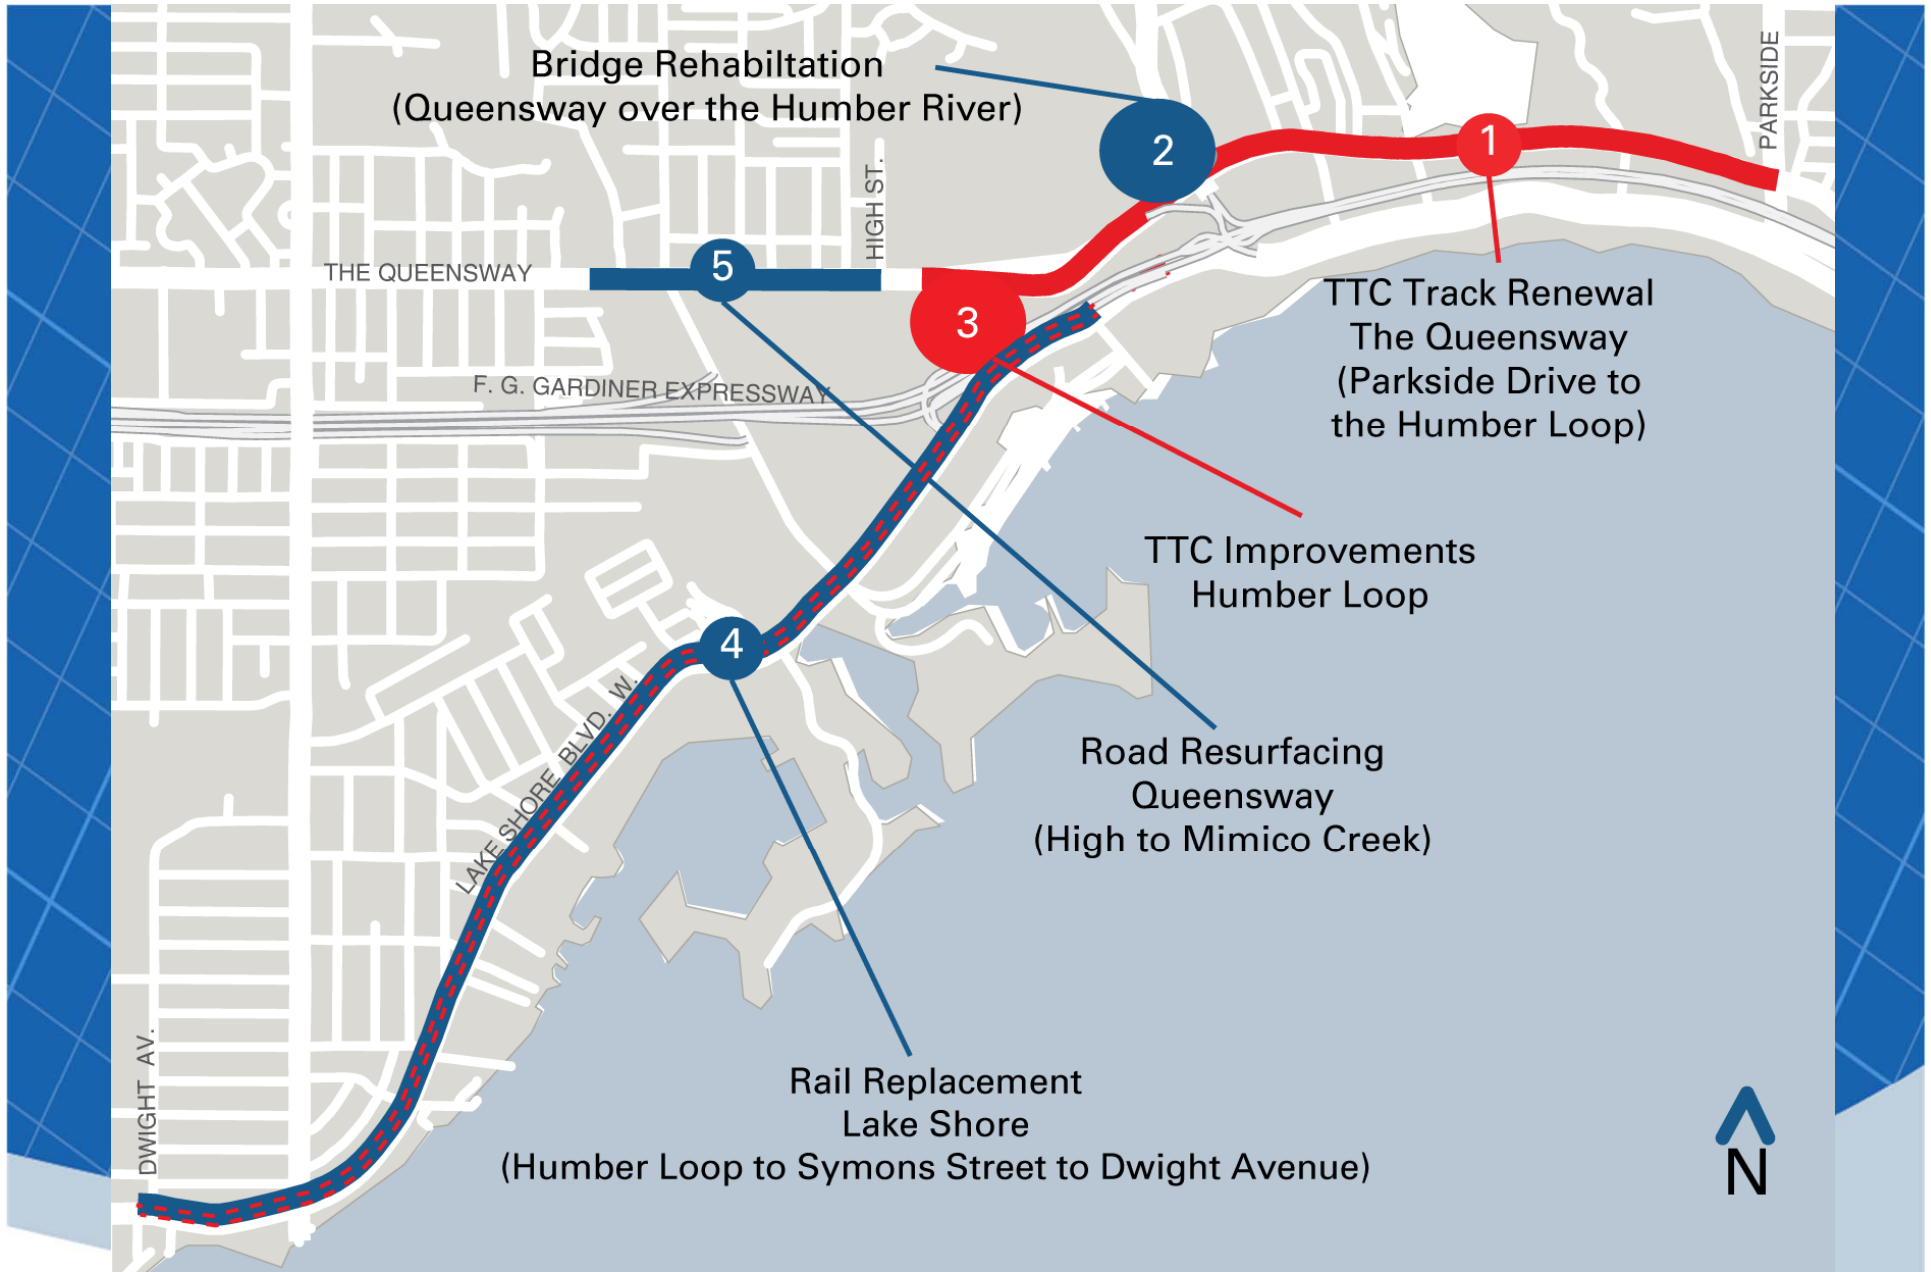 Bridge Rehabiltation
(Queensway over the Humber River)
2
1
PARKSIDE
HIGH ST.
THE QUEENSWAY
5
3
TTC Track Renewal
The Queensway
(Parkside Drive to
the Humber Loop)
F. G. GARDINER EXPRESSWAY
TTC Improvements
Humber Loop
4
LAKE SHORE BLVD. W.
Road Resurfacing
Queensway
(High to Mimico Creek)
DWIGHT AV.
Rail Replacement
Lake Shore
(Humber Loop to Symons Street to Dwight Avenue)
N